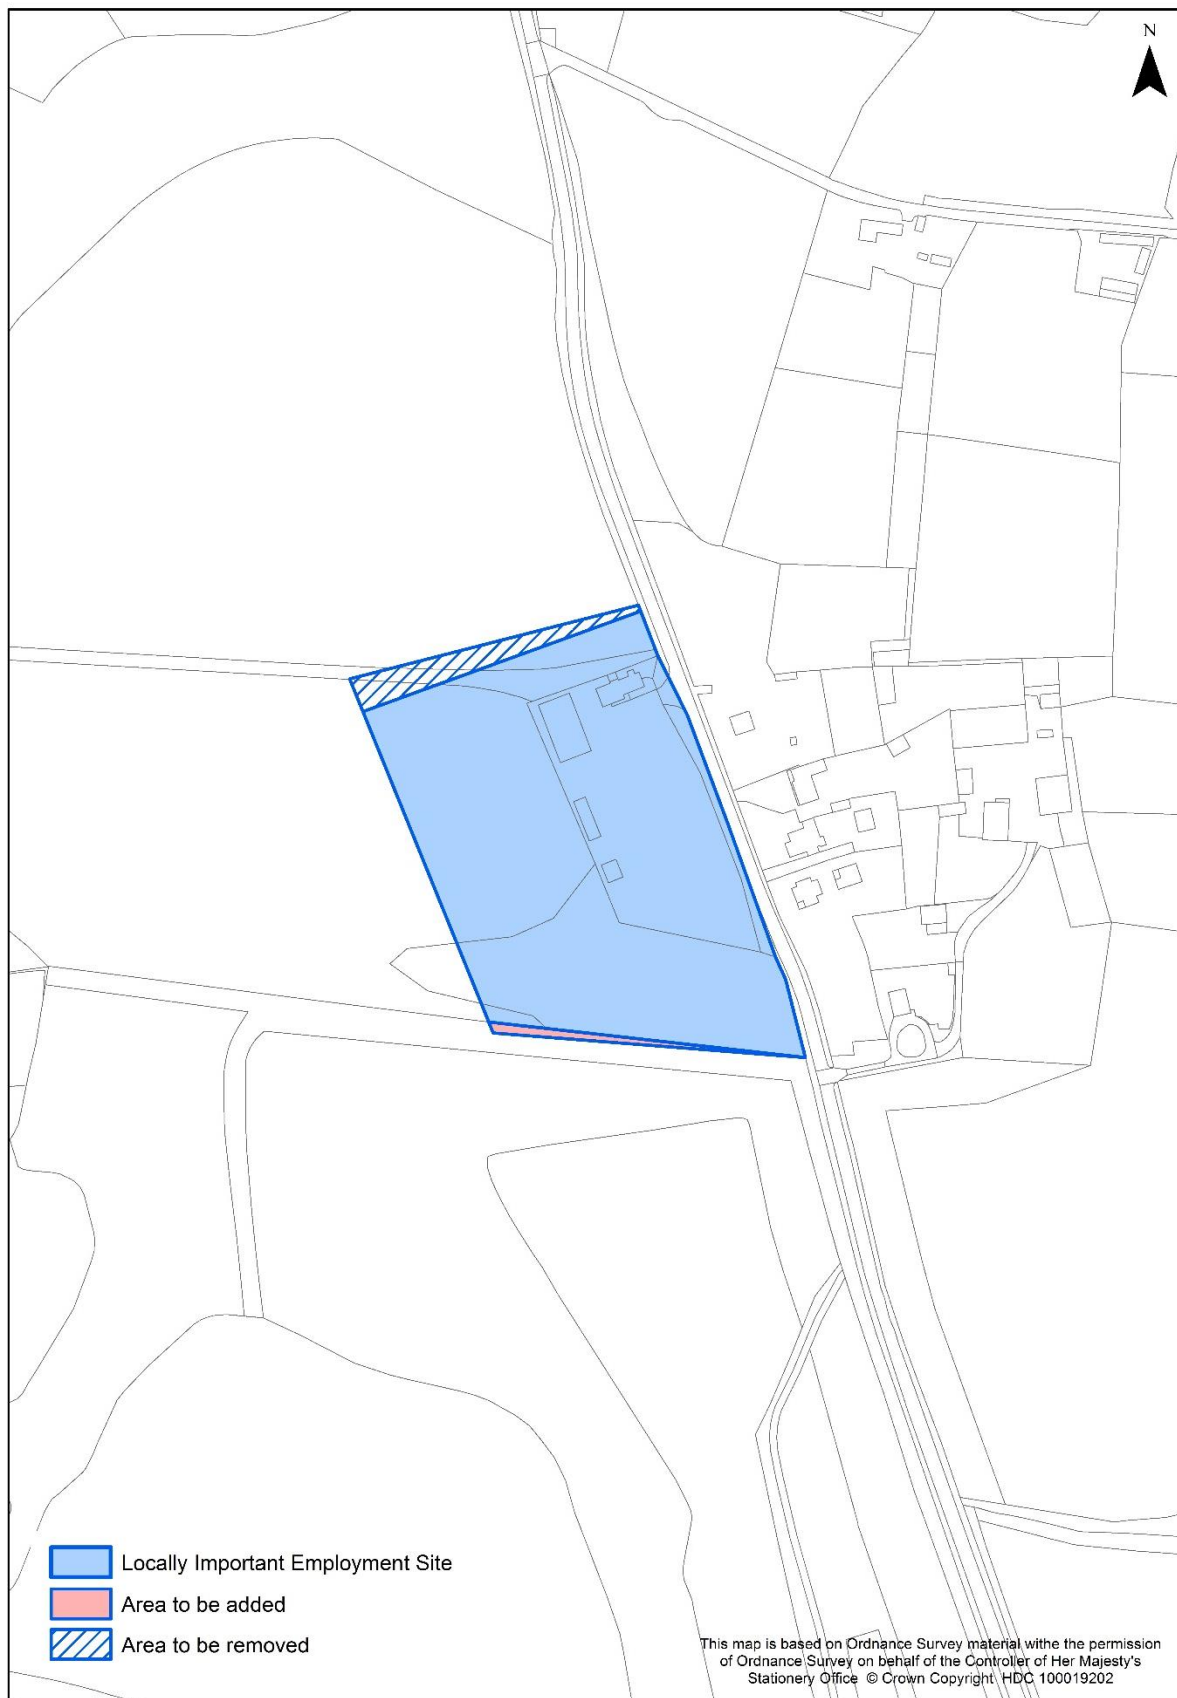 N
Locally Important Employment Site
Area to be added
Area to be removed
This map is based on Ordnance Survey material withe the permission
of Ordnance Survey on behalf of the Controller of Her Majesty's
Stationery Office © Crown Copyright HDC 100019202